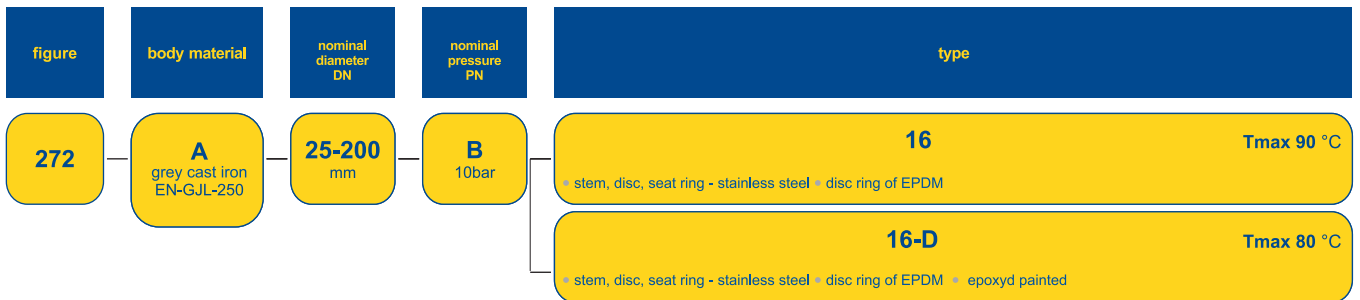 figure
body material
nominal
diameter
DN
nominal
pressure
PN
type
272
A
grey cast iron
EN-GJL-250
25-200
mm
B
10bar
16
Tmax 90 °C
• stem, disc, seat ring - stainless steel • disc ring of EPDM
16-D
Tmax 80 °C
• stem, disc, seat ring - stainless steel • disc ring of EPDM • epoxyd painted